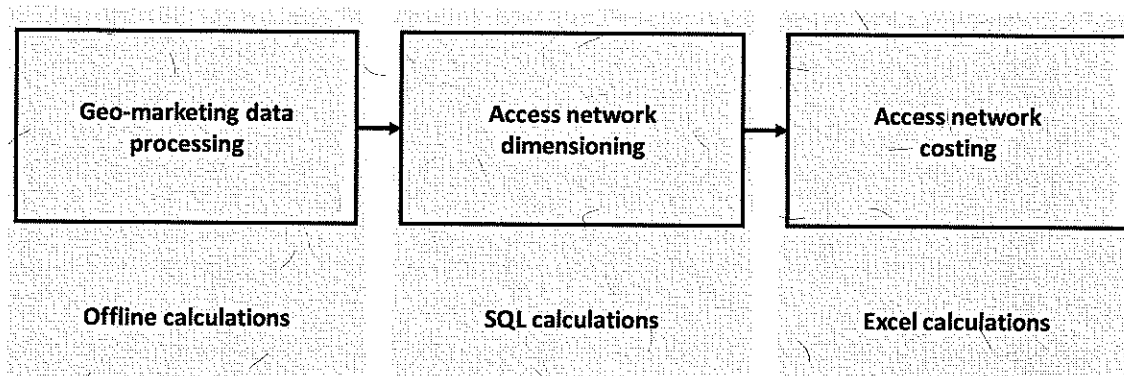 Geo-marketing data
processing
Access network
dimensioning
Access network
costing
Offline calculations
SQL calculations
Excel calculations